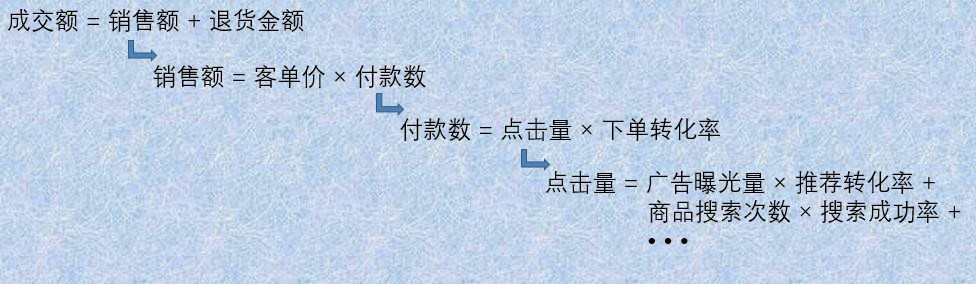 成交额 = 销售额 + 退货金额
销售额 = 客单价 × 付款数
付款数 = 点击量 × 下单转化率
点击量 = 广告曝光量 × 推荐转化率 +
商品搜索次数 × 搜索成功率 +
• • •